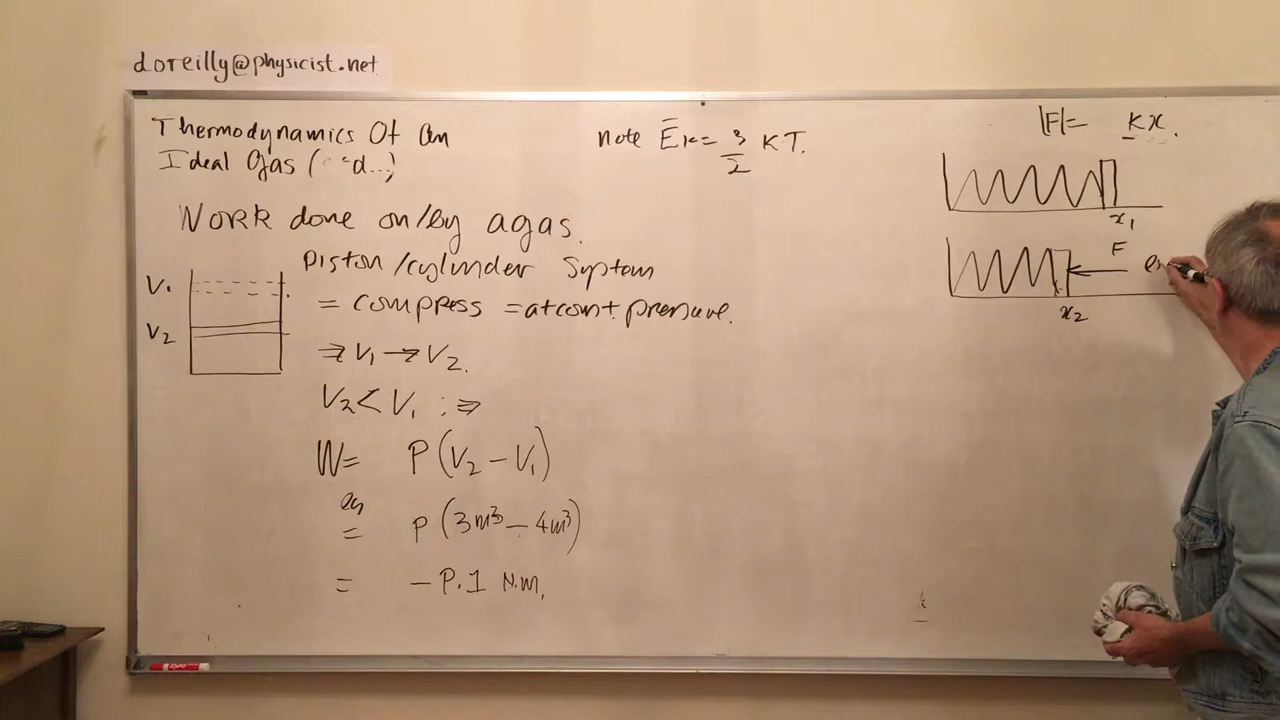 doreilly@physicist.net
Thermodynamics Of an
Ideal Gas (
note Ēk = 3/2 KT.
|F| = kx.
Work done on/by a gas.
x₁
Piston/cylinder System
F
V₁
= compress = at const pressure.
x₂
V₂
⇒ V₁ → V₂.
V₂ < V₁ ; ⇒
W = P(V₂ - V₁)
eg
= P(3m³ - 4m³)
= - P.1 N.m.